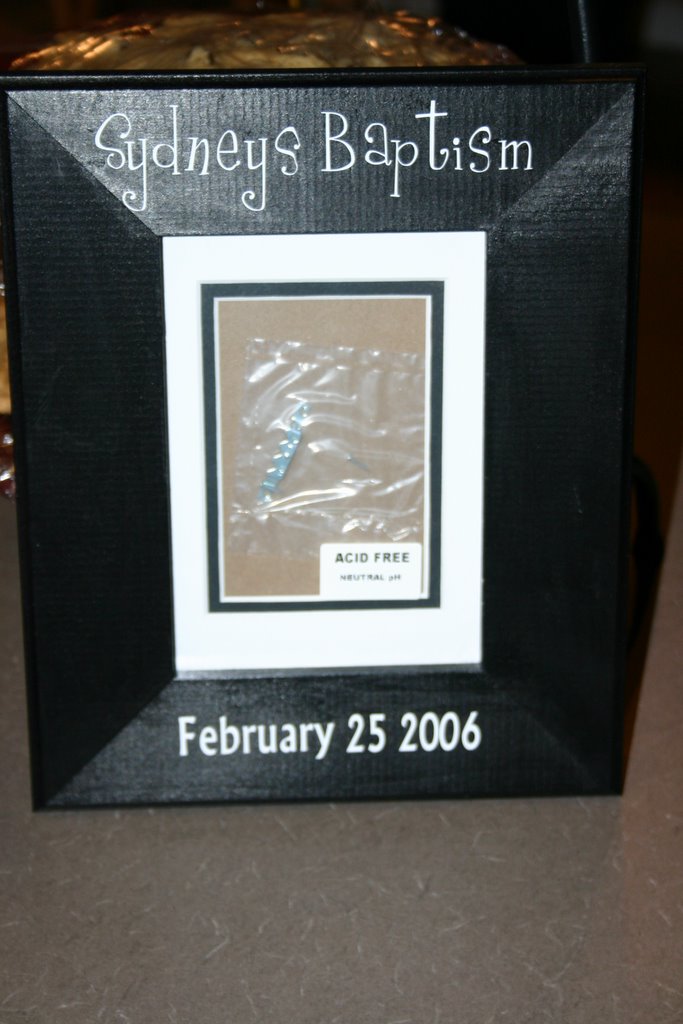 Sydneys Baptism
ACID FREE
NEUTRAL pH
February 25 2006